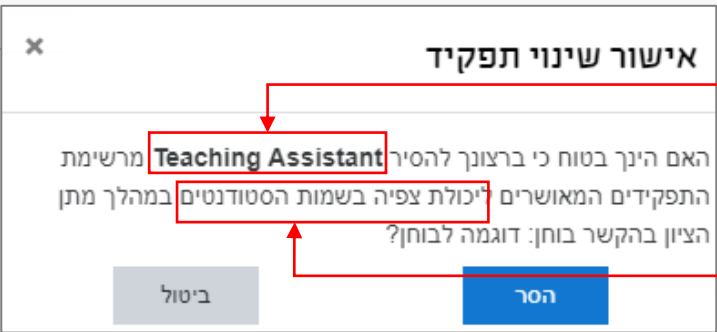 אישור שינוי תפקיד
האם הינך בטוח כי ברצונך להסיר Teaching Assistant מרשימת
התפקידים המאושרים ליכולת צפיה בשמות הסטודנטים במהלך מתן
הציון בהקשר בוחן: דוגמה לבוחן?
הסר
ביטול